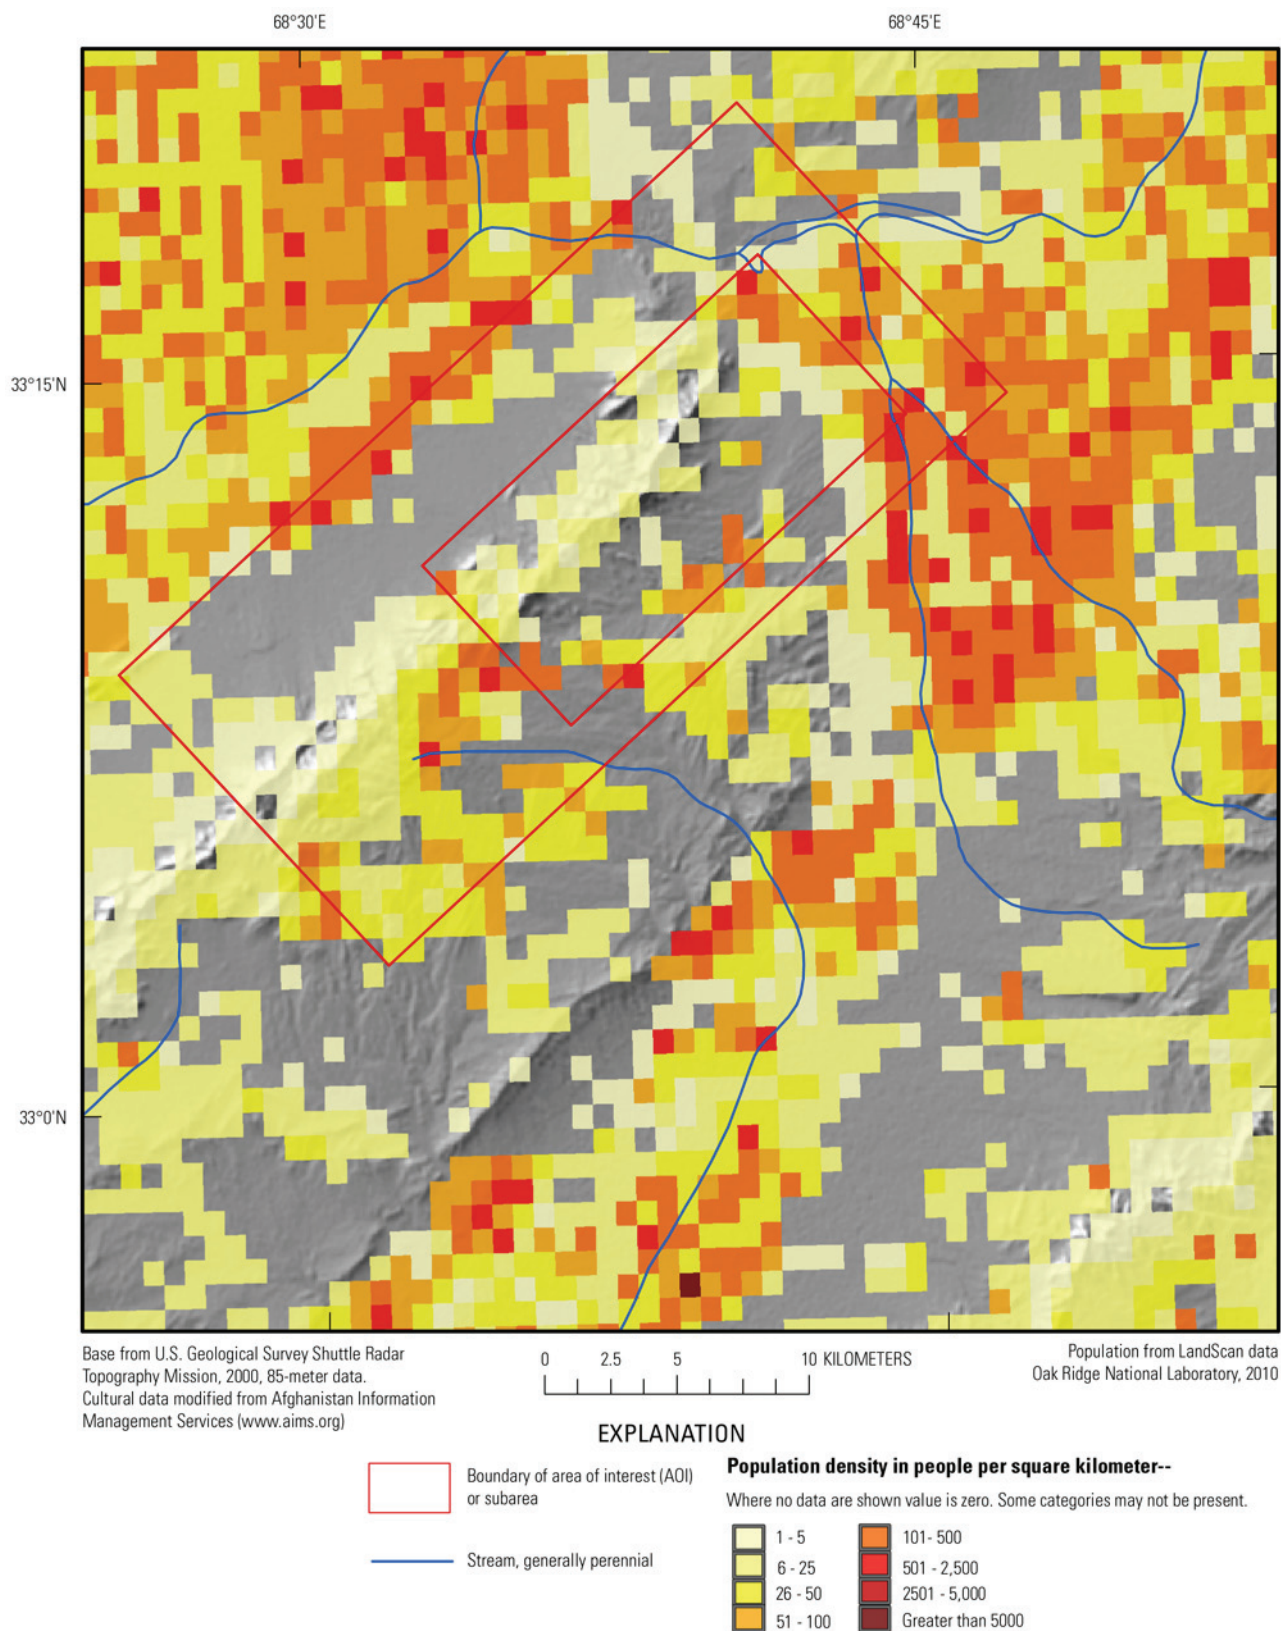 68°30'E
68°45'E
33°15'N
33°0'N
Base from U.S. Geological Survey Shuttle Radar
Topography Mission, 2000, 85-meter data.
Cultural data modified from Afghanistan Information
Management Services (www.aims.org)
0 2.5 5 10 KILOMETERS
Population from LandScan data
Oak Ridge National Laboratory, 2010
EXPLANATION
Boundary of area of interest (AOI)
or subarea
Stream, generally perennial
Population density in people per square kilometer--
Where no data are shown value is zero. Some categories may not be present.
1 - 5
6 - 25
26 - 50
51 - 100
101- 500
501 - 2,500
2501 - 5,000
Greater than 5000